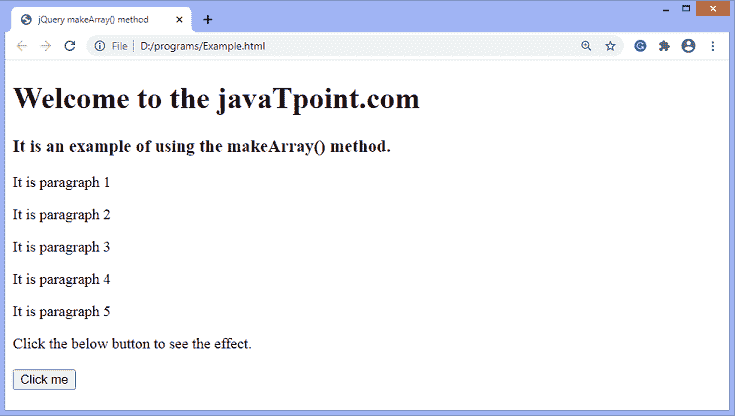 jQuery makeArray() method
File
D:/programs/Example.html
Welcome to the javaTpoint.com
It is an example of using the makeArray() method.
It is paragraph 1
It is paragraph 2
It is paragraph 3
It is paragraph 4
It is paragraph 5
Click the below button to see the effect.
Click me